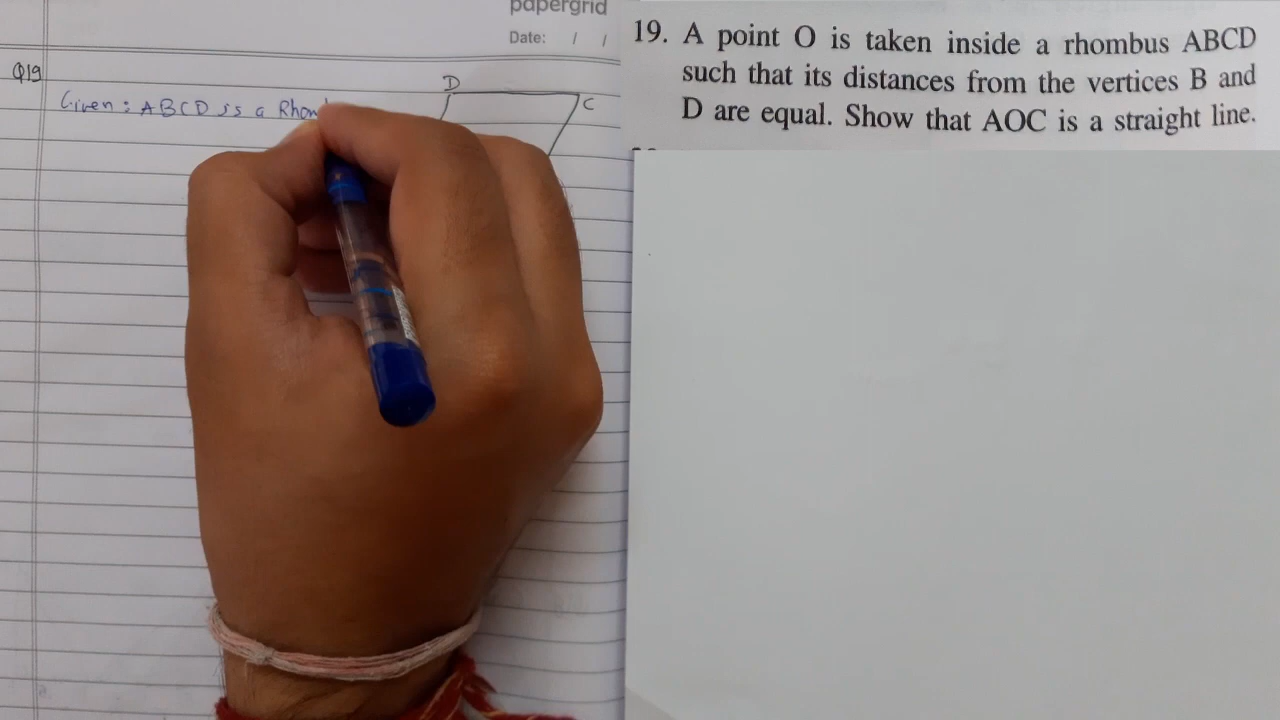 papergrid
Date: / /
Q19
Given: ABCD is a Rhom
D
C
19. A point O is taken inside a rhombus ABCD
such that its distances from the vertices B and
D are equal. Show that AOC is a straight line.